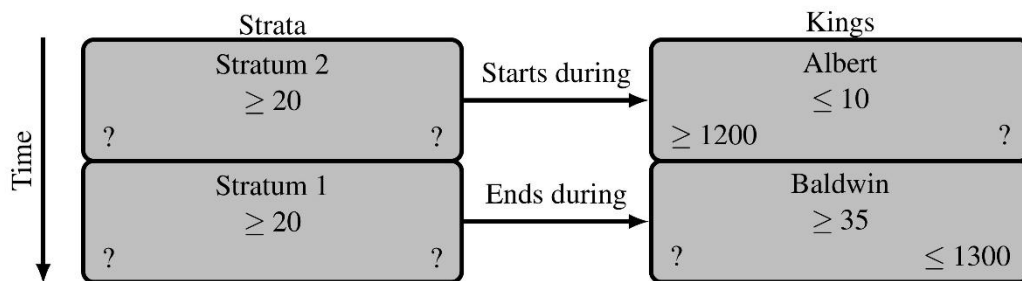 Strata
Kings
Time
Stratum 2
≥ 20
? ?
Starts during
Albert
≤ 10
≥ 1200 ?
Stratum 1
≥ 20
? ?
Ends during
Baldwin
≥ 35
? ≤ 1300